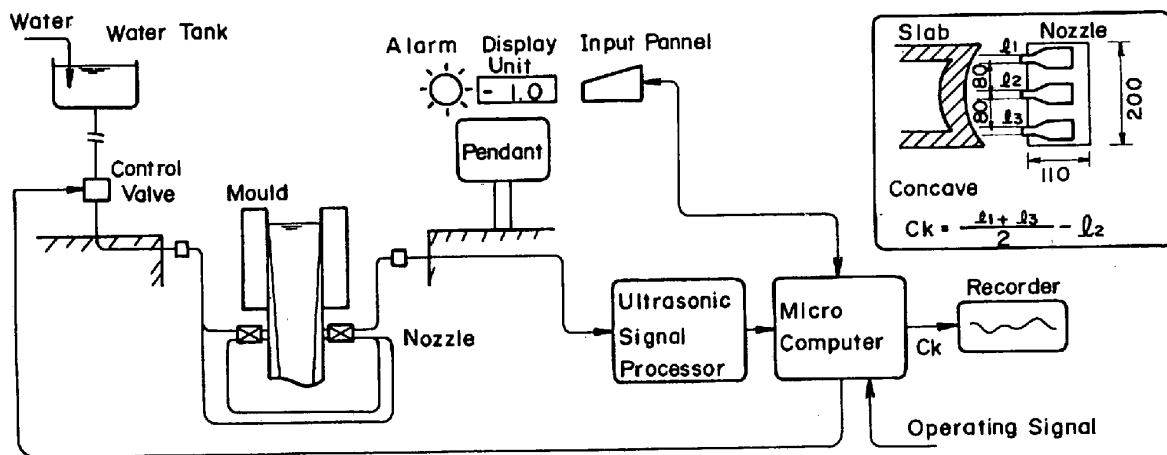 Water
Water Tank
Alarm
Display
Unit
Input Pannel
- 1.0
Pendant
Control
Valve
Mould
Nozzle
Ultrasonic
Signal
Processor
Micro
Computer
Ck
Recorder
Operating Signal
Slab
Nozzle
ℓ1
80
ℓ2
80
ℓ3
200
110
Concave
Ck = (ℓ1 + ℓ3)/2 - ℓ2